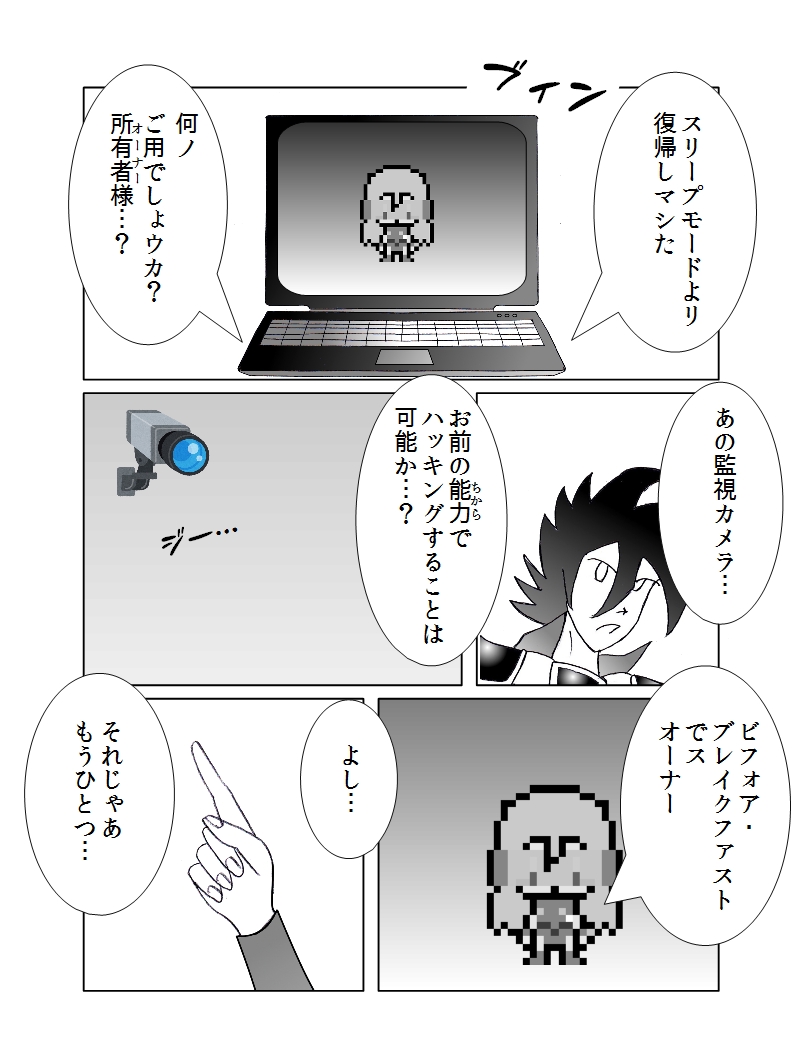 ブイン
スリープモードよリ
復帰しマシた
何ノ
ご用でしょウカ?
所有者様…?
オーナー
あの監視カメラ…
お前の能力で
ちから
ハッキングすることは
可能か…?
ジー…
ビフォア・
ブレイクファスト
でス
オーナー
よし…
それじゃあ
もうひとつ…